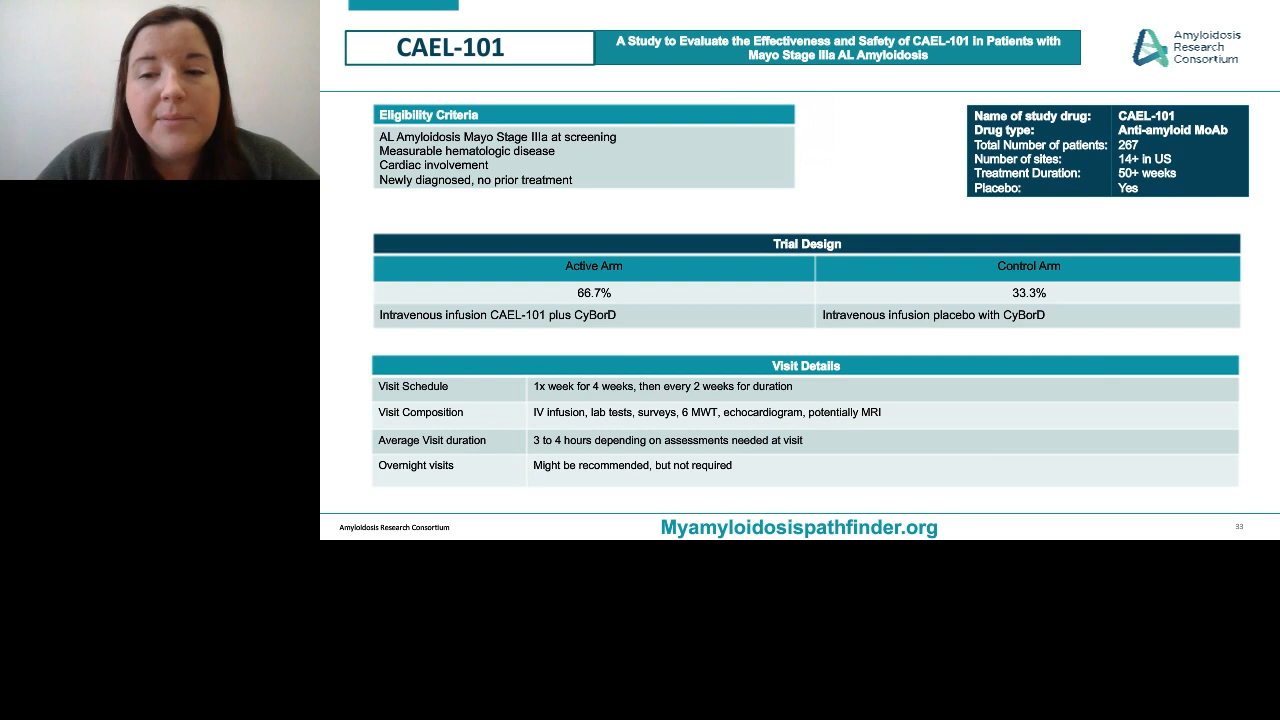 CAEL-101
A Study to Evaluate the Effectiveness and Safety of CAEL-101 in Patients with
Mayo Stage IIIa AL Amyloidosis
Amyloidosis
Research
Consortium
Eligibility Criteria
AL Amyloidosis Mayo Stage IIIa at screening
Measurable hematologic disease
Cardiac involvement
Newly diagnosed, no prior treatment
Name of study drug: CAEL-101
Drug type: Anti-amyloid MoAb
Total Number of patients: 267
Number of sites: 14+ in US
Treatment Duration: 50+ weeks
Placebo: Yes
Trial Design
Active Arm Control Arm
66.7% 33.3%
Intravenous infusion CAEL-101 plus CyBorD Intravenous infusion placebo with CyBorD
Visit Details
Visit Schedule 1x week for 4 weeks, then every 2 weeks for duration
Visit Composition IV infusion, lab tests, surveys, 6 MWT, echocardiogram, potentially MRI
Average Visit duration 3 to 4 hours depending on assessments needed at visit
Overnight visits Might be recommended, but not required
Amyloidosis Research Consortium Myamyloidosispathfinder.org 33